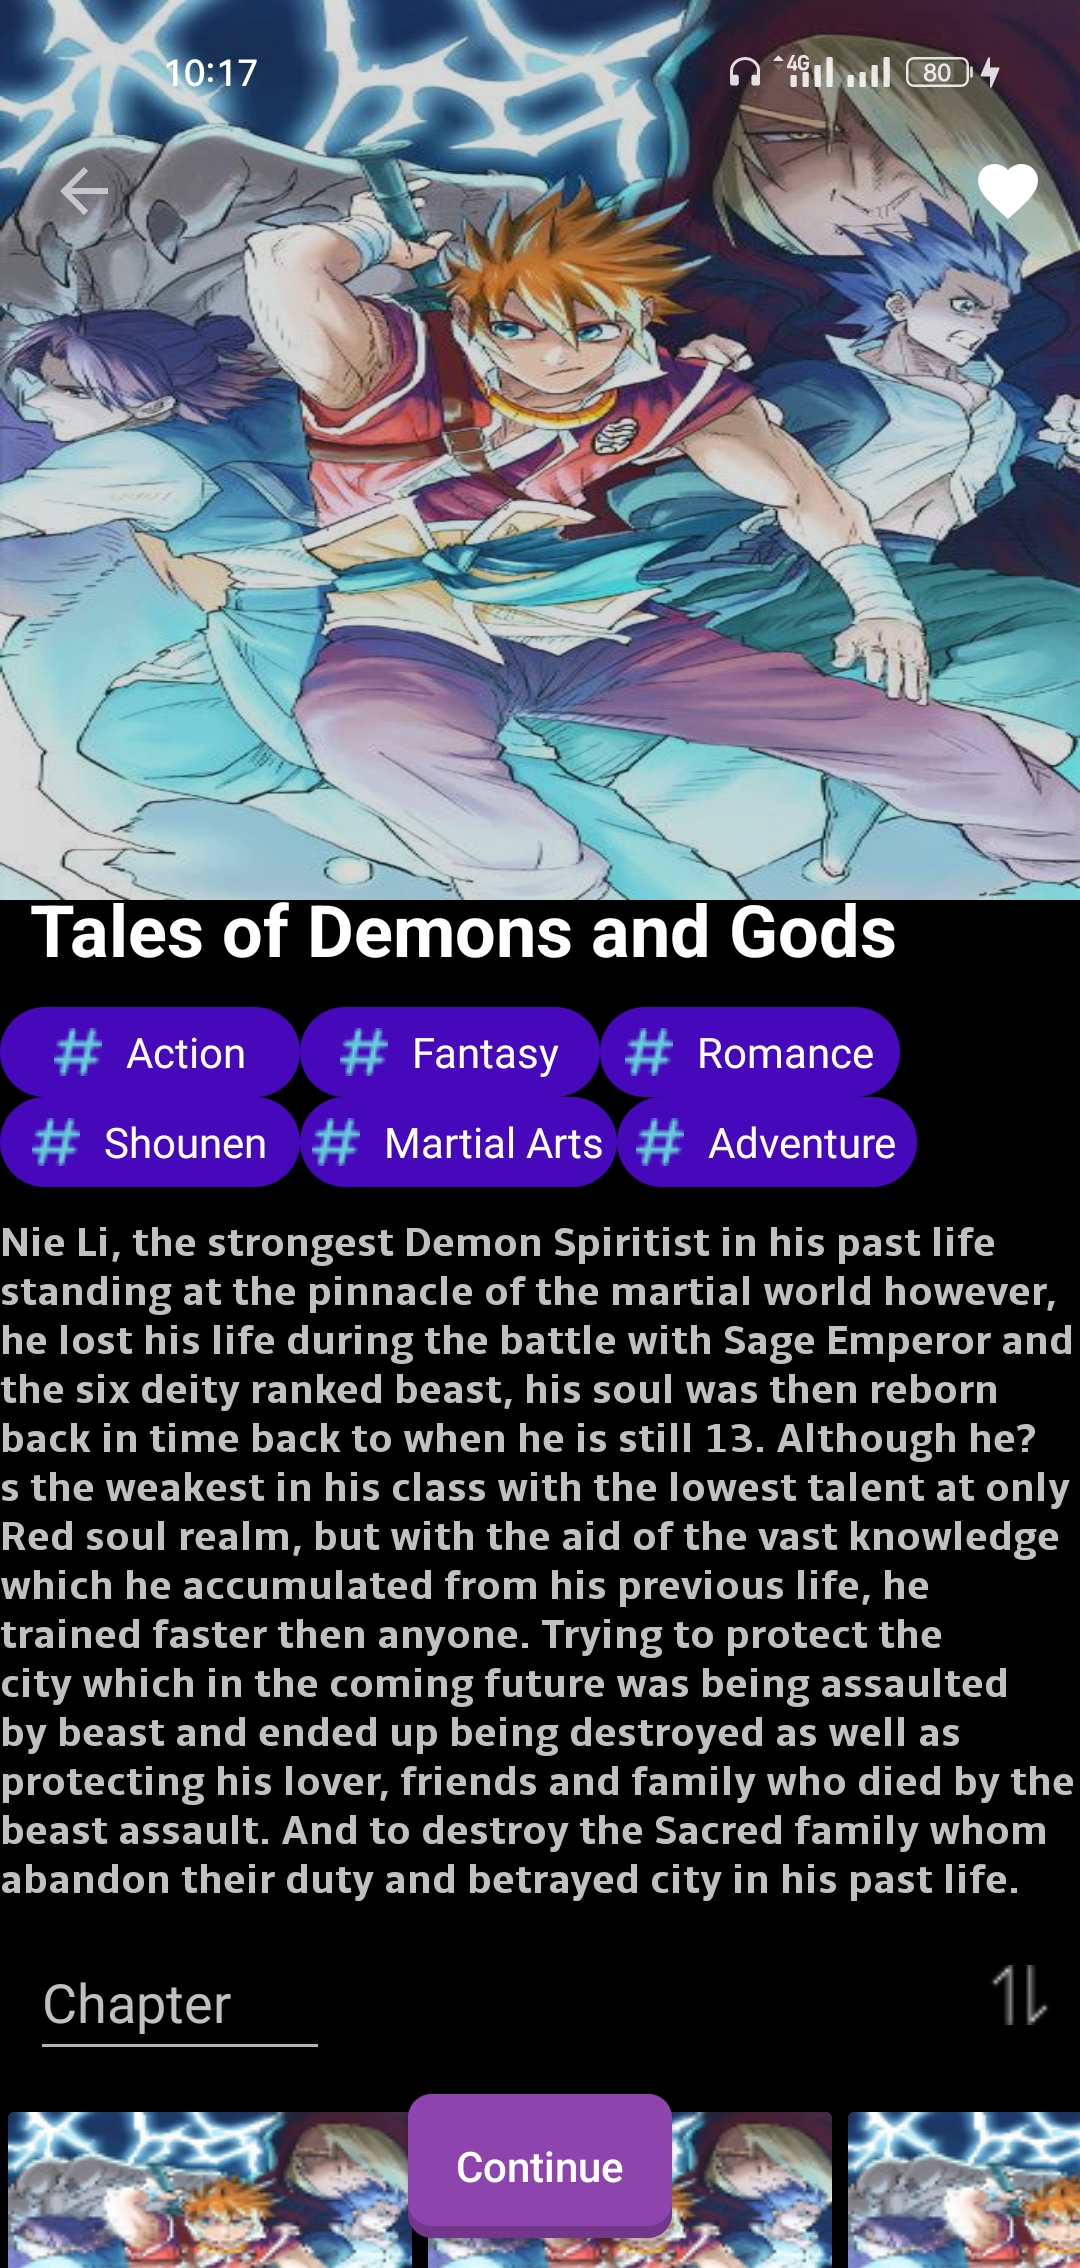 10:17
4G
80
Tales of Demons and Gods
# Action # Fantasy # Romance
# Shounen # Martial Arts # Adventure
Nie Li, the strongest Demon Spiritist in his past life
standing at the pinnacle of the martial world however,
he lost his life during the battle with Sage Emperor and
the six deity ranked beast, his soul was then reborn
back in time back to when he is still 13. Although he?
s the weakest in his class with the lowest talent at only
Red soul realm, but with the aid of the vast knowledge
which he accumulated from his previous life, he
trained faster then anyone. Trying to protect the
city which in the coming future was being assaulted
by beast and ended up being destroyed as well as
protecting his lover, friends and family who died by the
beast assault. And to destroy the Sacred family whom
abandon their duty and betrayed city in his past life.
Chapter
Continue